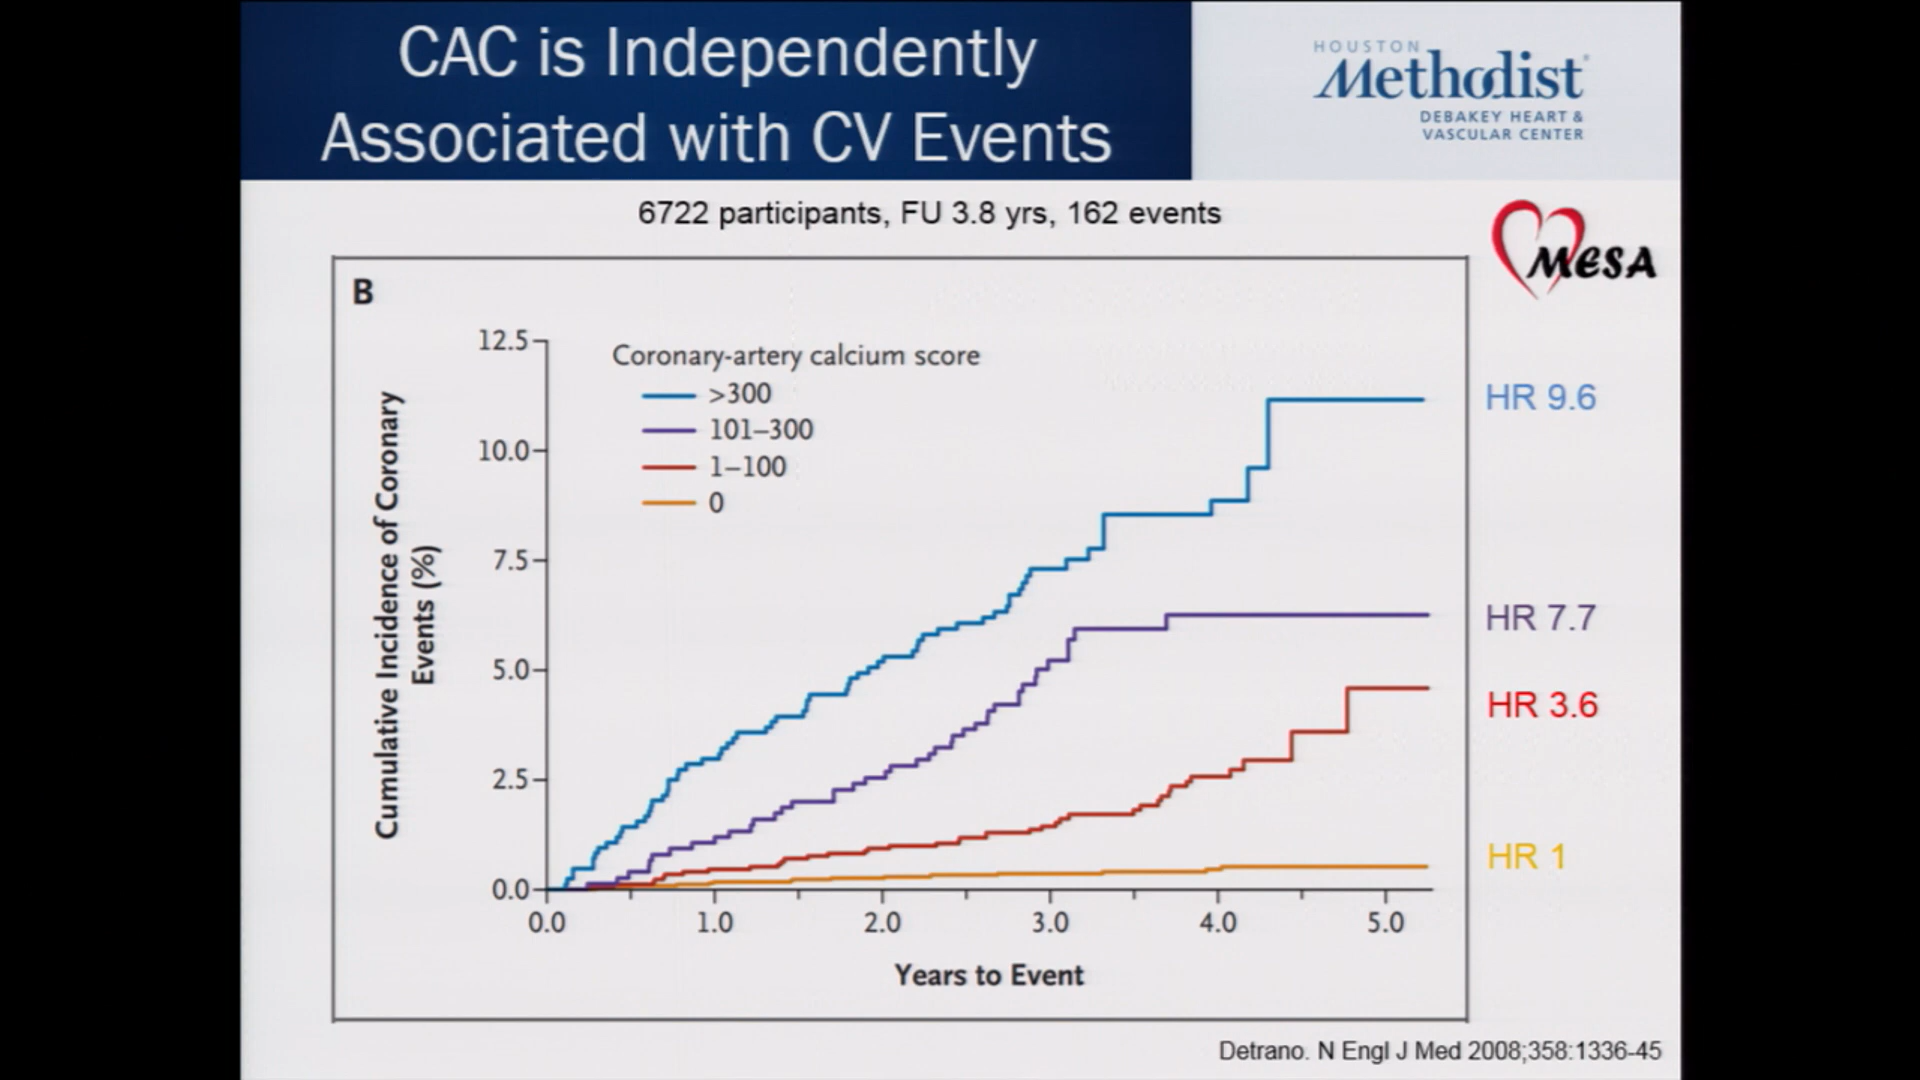 CAC is Independently
Associated with CV Events
HOUSTON
Methodist
DEBAKEY HEART &
VASCULAR CENTER
6722 participants, FU 3.8 yrs, 162 events
MESA
B
Coronary-artery calcium score
>300
101–300
1–100
0
Cumulative Incidence of Coronary
Events (%)
12.5
10.0
7.5
5.0
2.5
0.0
0.0 1.0 2.0 3.0 4.0 5.0
Years to Event
HR 9.6
HR 7.7
HR 3.6
HR 1
Detrano. N Engl J Med 2008;358:1336-45